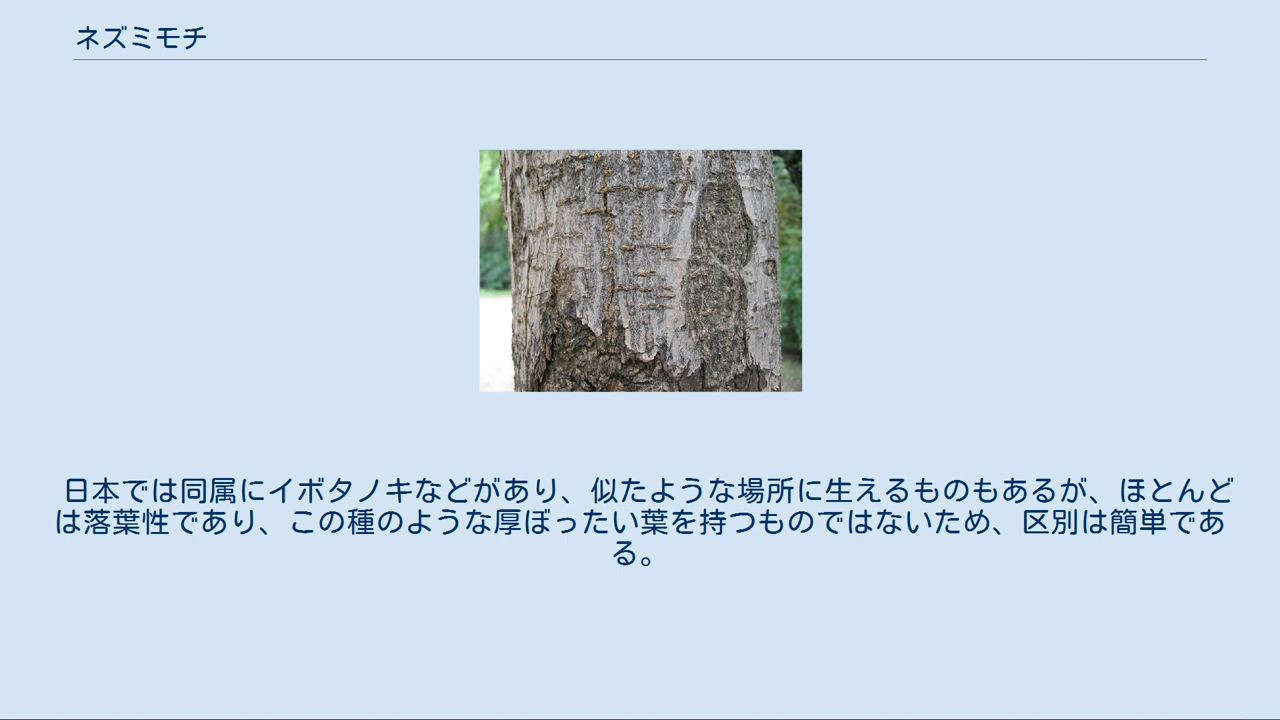 ネズミモチ
日本では同属にイボタノキなどがあり、似たような場所に生えるものもあるが、ほとんど
は落葉性であり、この種のような厚ぼったい葉を持つものではないため、区別は簡単であ
る。